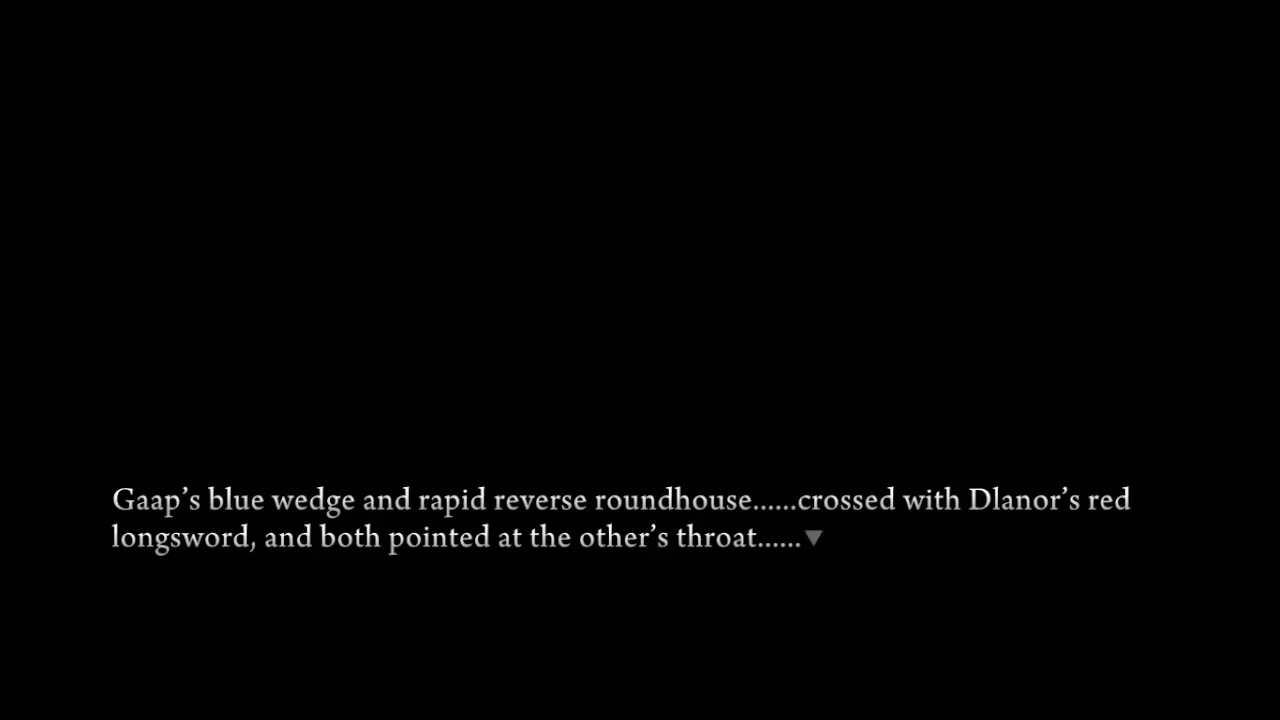 Gaap’s blue wedge and rapid reverse roundhouse......crossed with Dlanor’s red
longsword, and both pointed at the other’s throat......